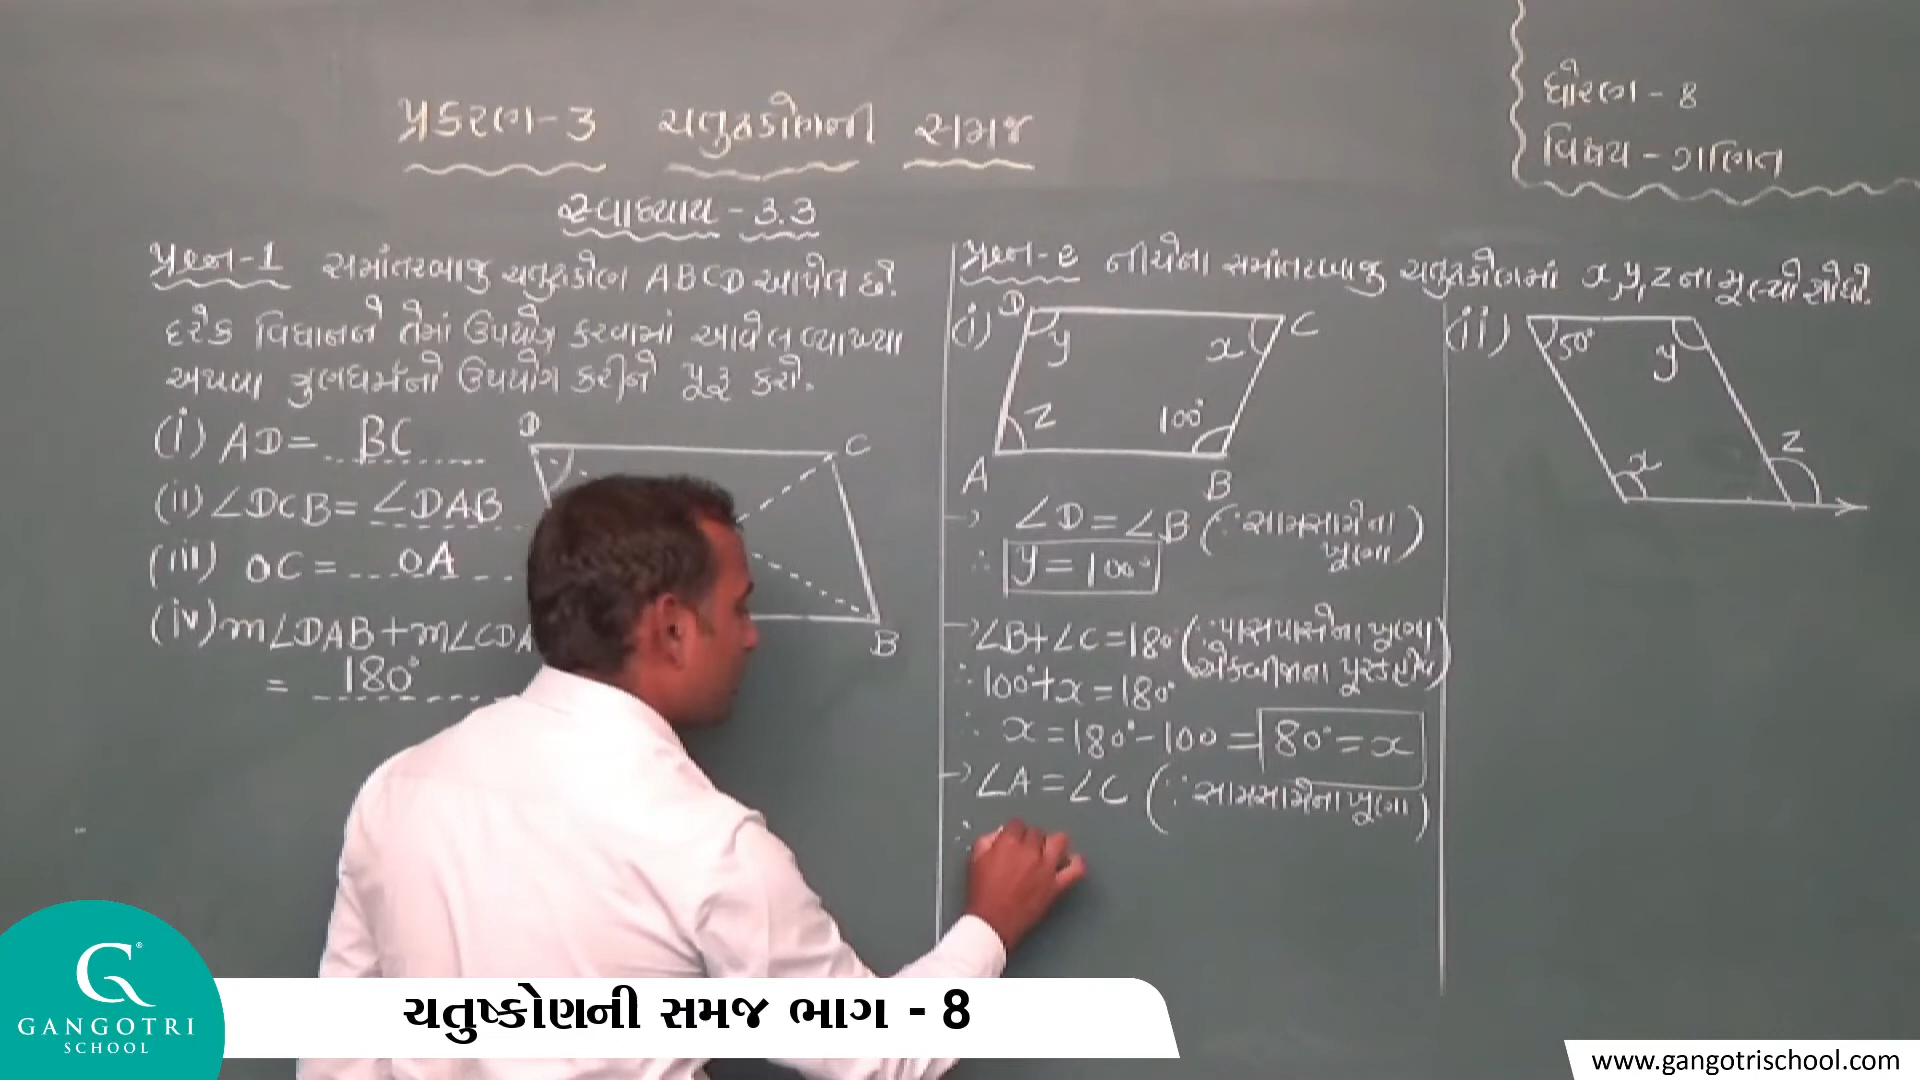 ધોરણ - 8
વિષય - ગણિત
પ્રકરણ-૩ ચતુષ્કોણની સમજ
સ્વાધ્યાય - ૩.૩
પ્રશ્ન-1 સમાંતરબાજુ ચતુષ્કોણ ABCD આપેલ છે.
દરેક વિધાનને તેમાં ઉપયોગ કરવામાં આવેલ વ્યાખ્યા
અથવા ગુણધર્મનો ઉપયોગ કરીને પૂરૂ કરો.
(i) AD = BC
(ii) ∠DCB = ∠DAB
(iii) OC = OA
(iv) m∠DAB + m∠CDA
= 180°
D
C
B
પ્રશ્ન-૨ નીચેના સમાંતરબાજુ ચતુષ્કોણમાં x, y, z ના મૂલ્યો શોધો.
(i)
D C
y x
z 100°
A B
→ ∠D = ∠B (∵ સામસામેના ખૂણા)
∴ y = 100°
→ ∠B + ∠C = 180 (∵ પાસપાસેના ખૂણા
એકબીજાના પૂરક હોય)
∴ 100° + x = 180°
∴ x = 180° - 100 = 80° = x
→ ∠A = ∠C (∵ સામસામેના ખૂણા)
∴
(ii)
50° y
x z
G
GANGOTRI
SCHOOL
ચતુષ્કોણની સમજ ભાગ - 8
www.gangotrischool.com